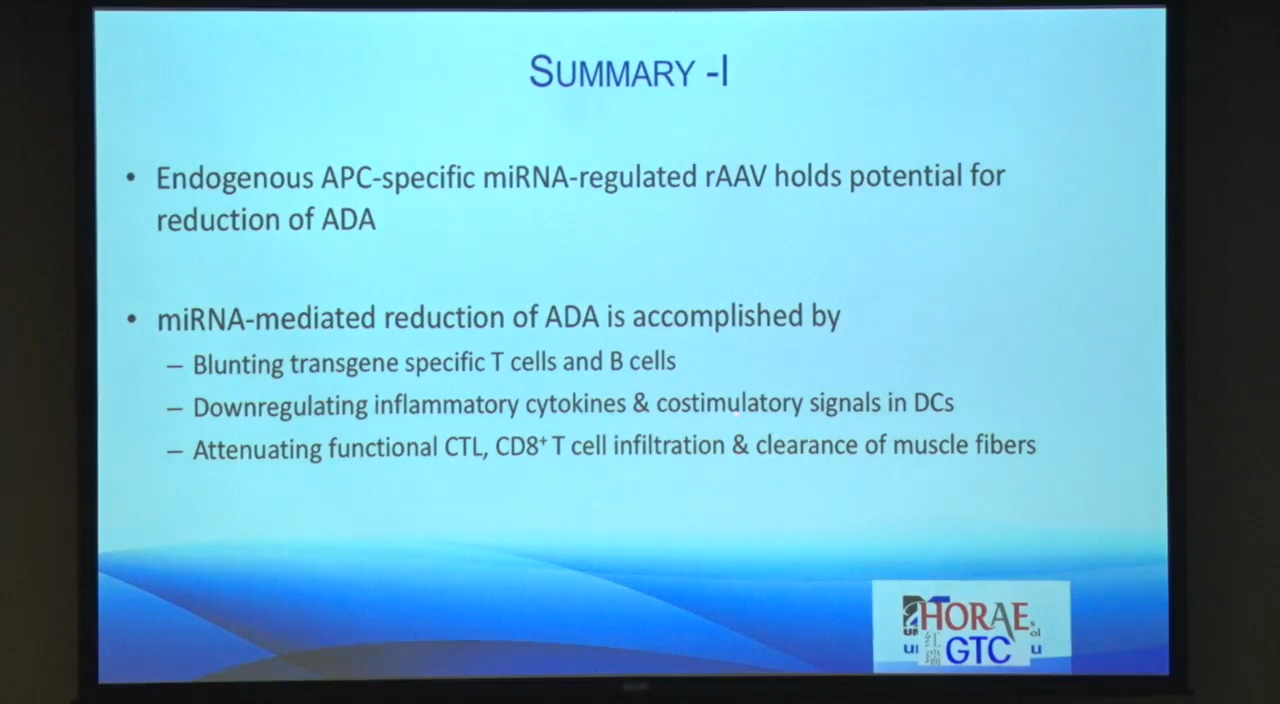 SUMMARY -I
• Endogenous APC-specific miRNA-regulated rAAV holds potential for
reduction of ADA
• miRNA-mediated reduction of ADA is accomplished by
– Blunting transgene specific T cells and B cells
– Downregulating inflammatory cytokines & costimulatory signals in DCs
– Attenuating functional CTL, CD8⁺ T cell infiltration & clearance of muscle fibers
HORAE
GTC